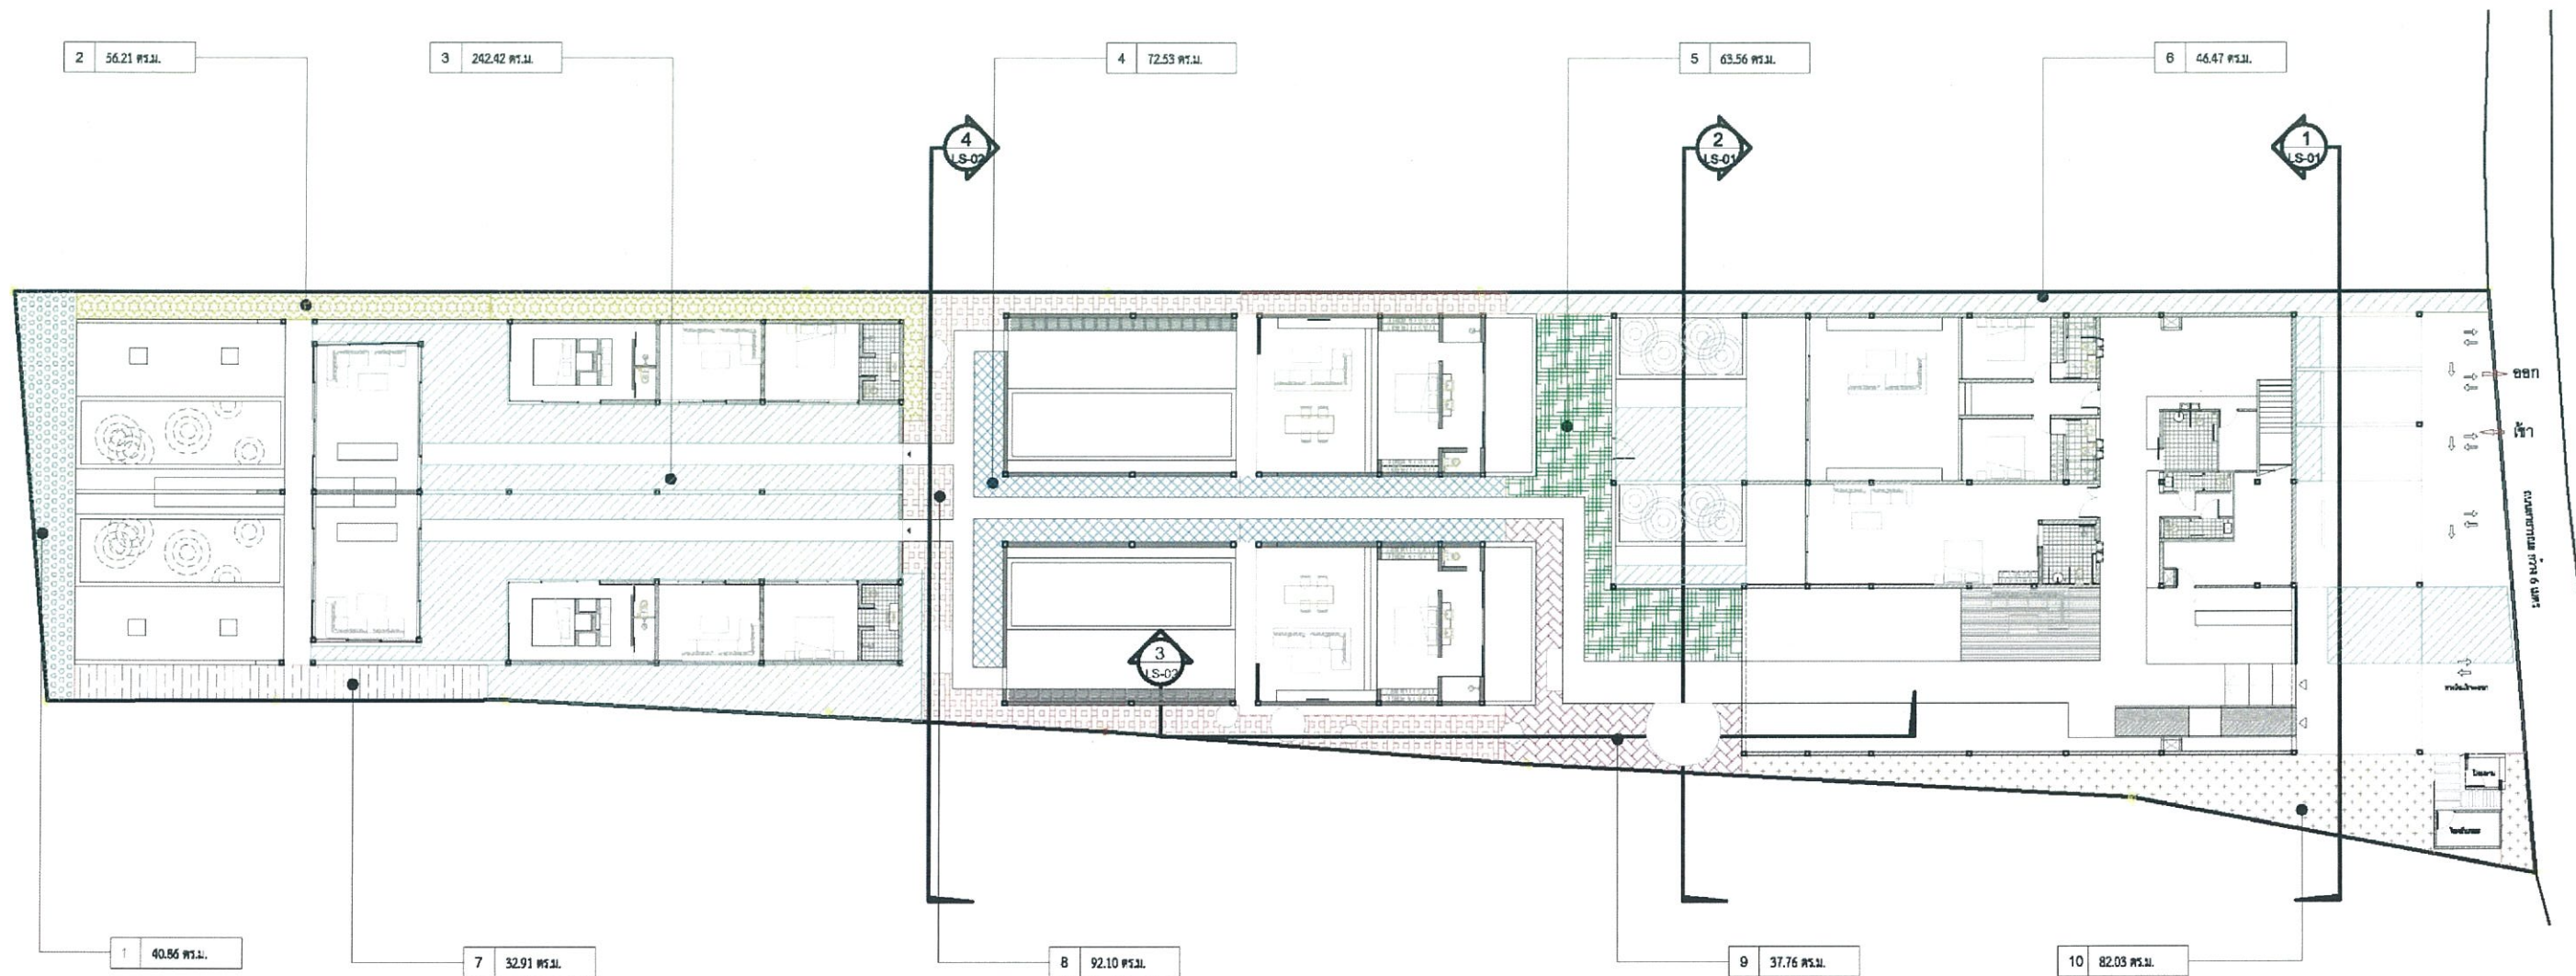 2 56.21 ตร.ม.
3 242.42 ตร.ม.
4 72.53 ตร.ม.
5 63.56 ตร.ม.
6 46.47 ตร.ม.
4
LS-02
2
LS-01
1
LS-01
ออก
เข้า
3
LS-03
1 40.86 ตร.ม.
7 32.91 ตร.ม.
8 92.10 ตร.ม.
9 37.76 ตร.ม.
10 82.03 ตร.ม.